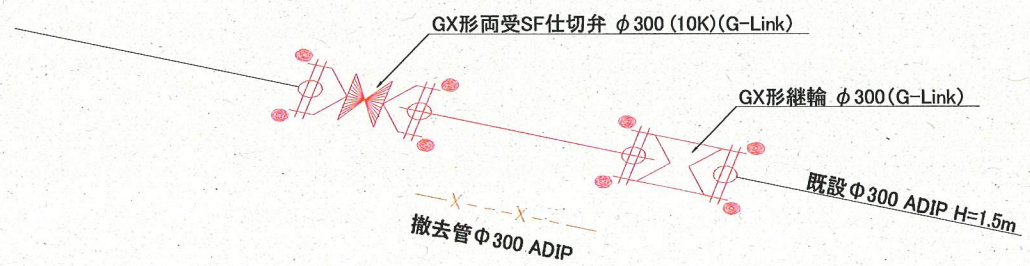 GX形両受SF仕切弁 φ300 (10K)(G-Link)
GX形継輪 φ300(G-Link)
既設Φ300 ADIP H=1.5m
X X
撤去管Φ300 ADIP